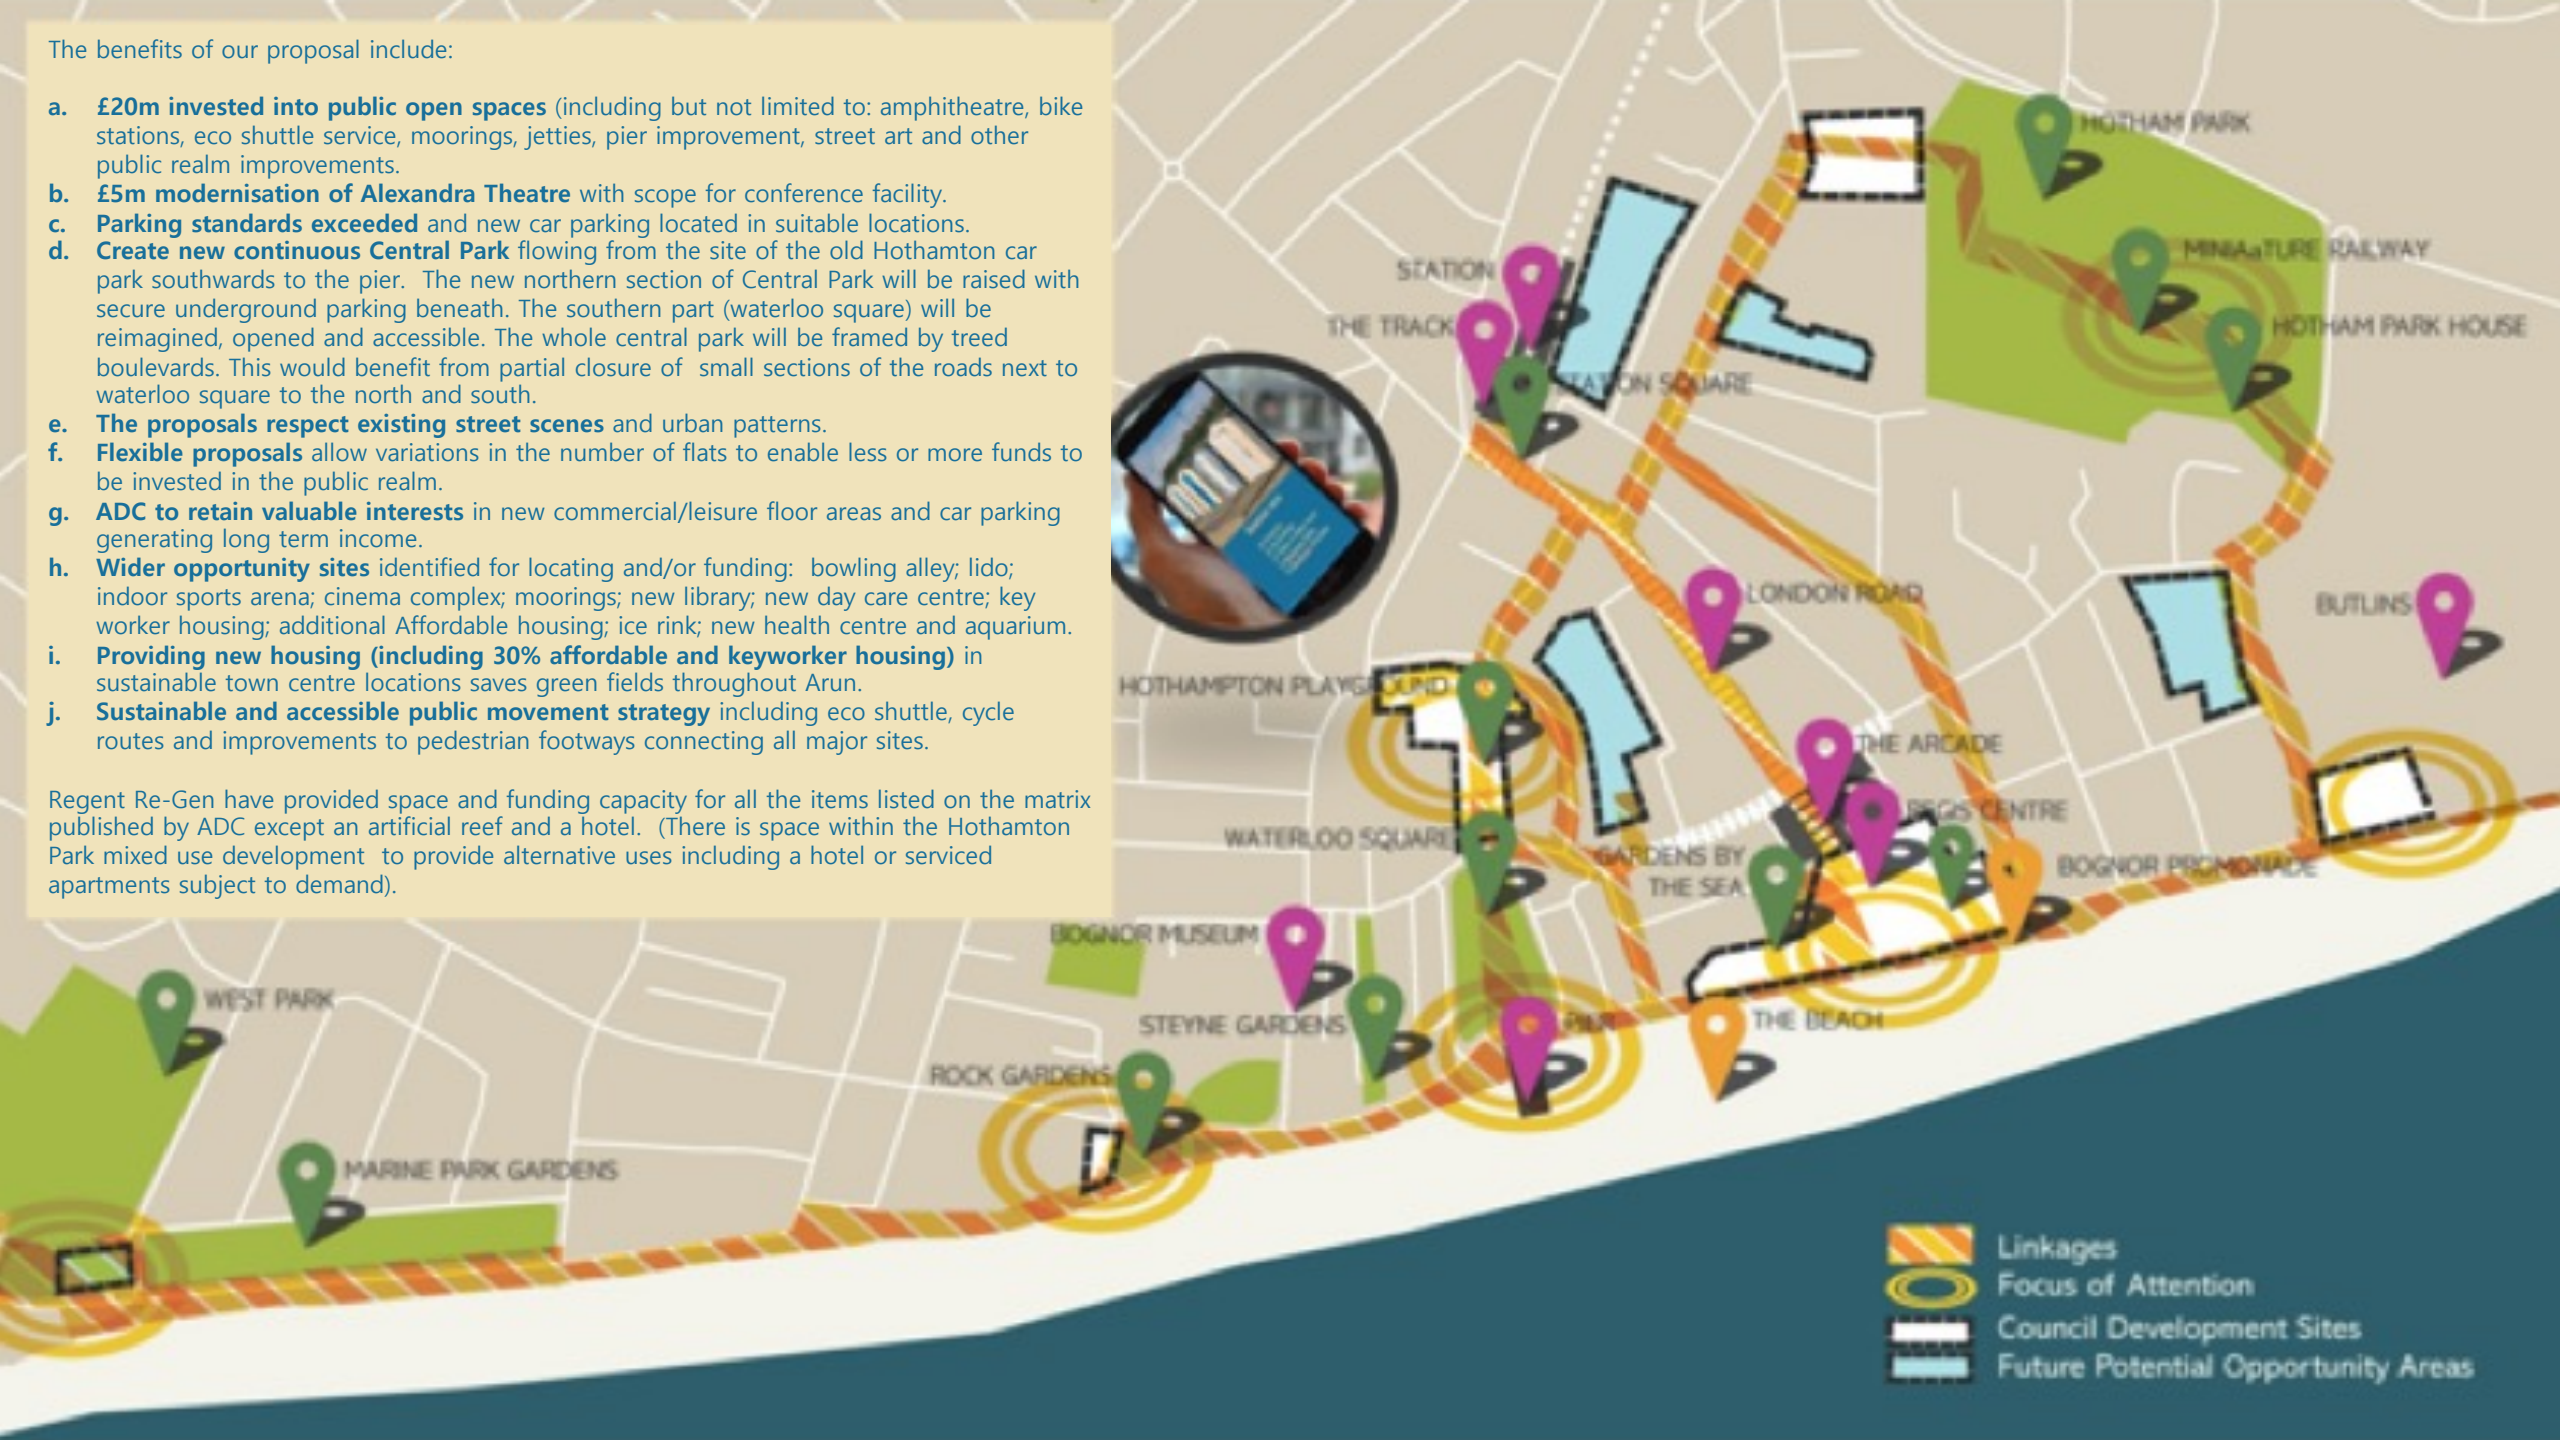 The benefits of our proposal include:
a. £20m invested into public open spaces (including but not limited to: amphitheatre, bike
stations, eco shuttle service, moorings, jetties, pier improvement, street art and other
public realm improvements.
b. £5m modernisation of Alexandra Theatre with scope for conference facility.
c. Parking standards exceeded and new car parking located in suitable locations.
d. Create new continuous Central Park flowing from the site of the old Hothamton car
park southwards to the pier. The new northern section of Central Park will be raised with
secure underground parking beneath. The southern part (waterloo square) will be
reimagined, opened and accessible. The whole central park will be framed by treed
boulevards. This would benefit from partial closure of small sections of the roads next to
waterloo square to the north and south.
e. The proposals respect existing street scenes and urban patterns.
f. Flexible proposals allow variations in the number of flats to enable less or more funds to
be invested in the public realm.
g. ADC to retain valuable interests in new commercial/leisure floor areas and car parking
generating long term income.
h. Wider opportunity sites identified for locating and/or funding: bowling alley; lido;
indoor sports arena; cinema complex; moorings; new library; new day care centre; key
worker housing; additional Affordable housing; ice rink; new health centre and aquarium.
i. Providing new housing (including 30% affordable and keyworker housing) in
sustainable town centre locations saves green fields throughout Arun.
j. Sustainable and accessible public movement strategy including eco shuttle, cycle
routes and improvements to pedestrian footways connecting all major sites.
Regent Re-Gen have provided space and funding capacity for all the items listed on the matrix
published by ADC except an artificial reef and a hotel. (There is space within the Hothamton
Park mixed use development to provide alternative uses including a hotel or serviced
apartments subject to demand).
HOTHAM PARK
MINIAaTURE RAILWAY
STATION
THE TRACK
HOTHAM PARK HOUSE
STATION SQUARE
LONDON ROAD
BUTLINS
HOTHAMPTON PLAYGROUND
THE ARCADE
REGIS CENTRE
WATERLOO SQUARE
GARDENS BY
THE SEA
BOGNOR PROMONADE
BOGNOR MUSEUM
WEST PARK
STEYNE GARDENS
PIER
THE BEACH
ROCK GARDENS
MARINE PARK GARDENS
Linkages
Focus of Attention
Council Development Sites
Future Potential Opportunity Areas